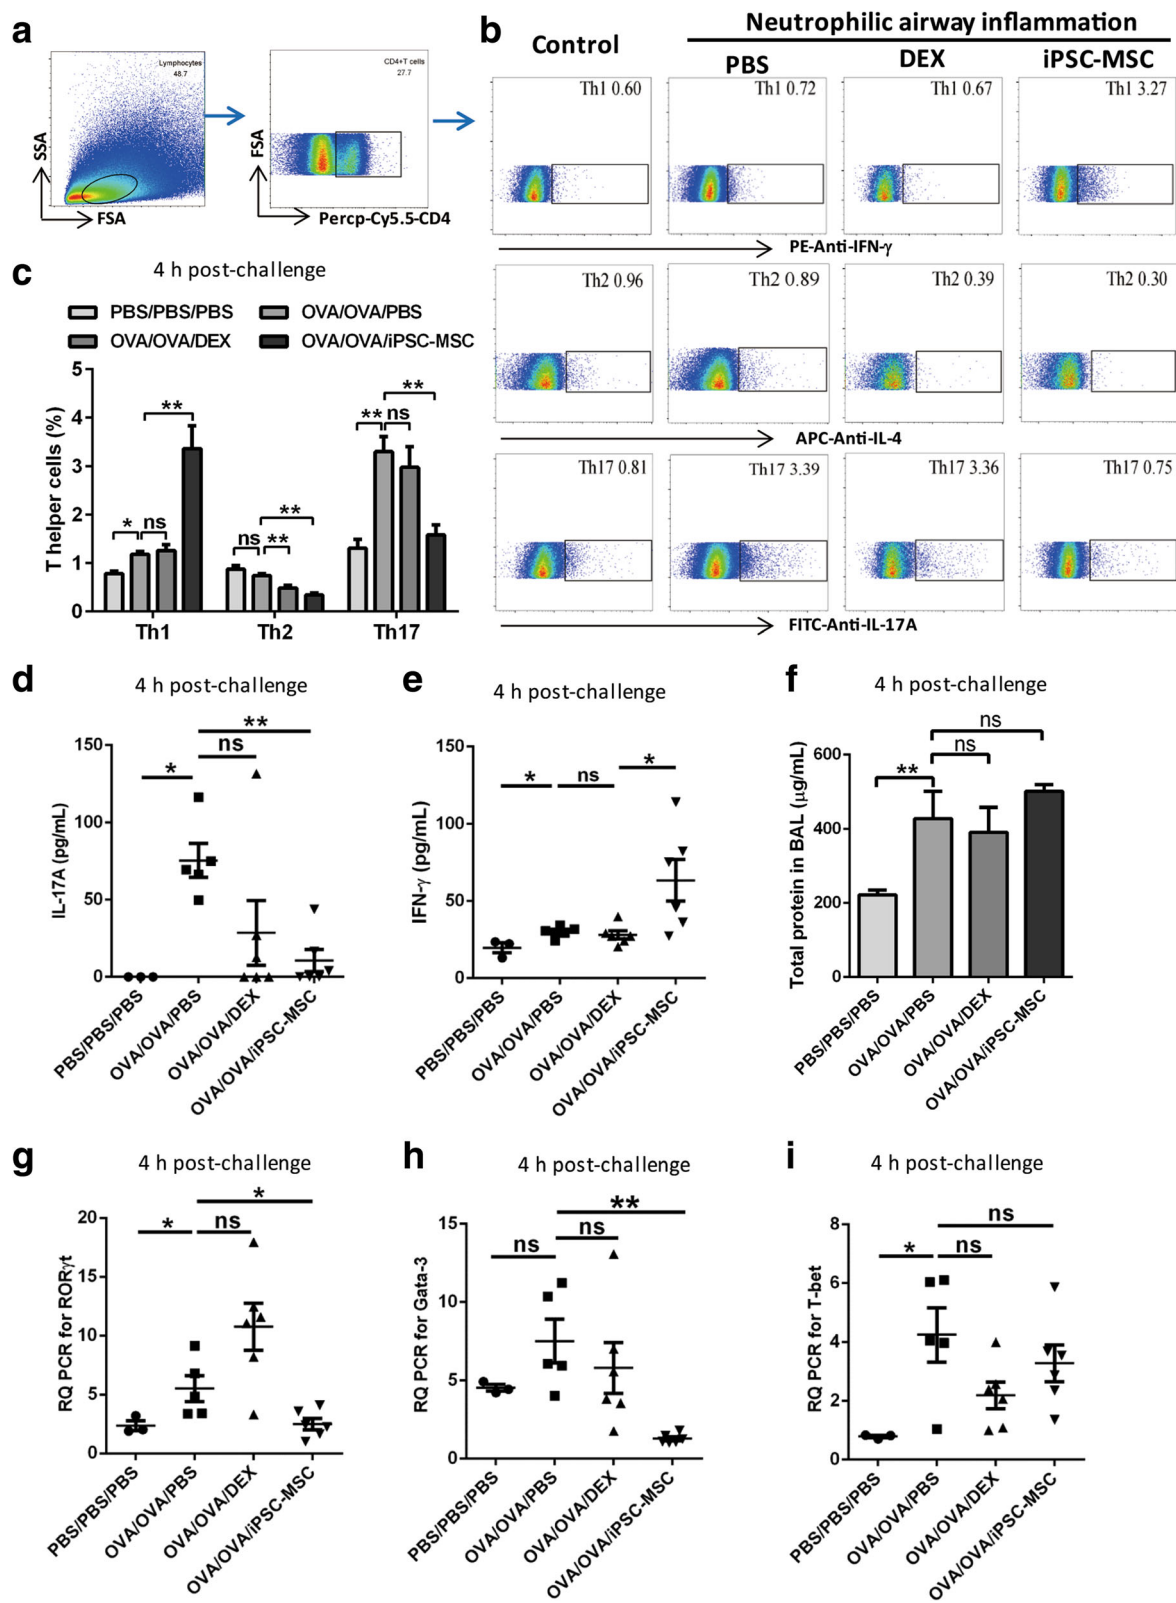 a
Lymphocytes
48.7
SSA
FSA
CD4+T cells
27.7
FSA
Percp-Cy5.5-CD4
b
Neutrophilic airway inflammation
Control
PBS
DEX
iPSC-MSC
Th1 0.60
Th1 0.72
Th1 0.67
Th1 3.27
PE-Anti-IFN-γ
Th2 0.96
Th2 0.89
Th2 0.39
Th2 0.30
APC-Anti-IL-4
Th17 0.81
Th17 3.39
Th17 3.36
Th17 0.75
FITC-Anti-IL-17A
c
4 h post-challenge
PBS/PBS/PBS
OVA/OVA/PBS
OVA/OVA/DEX
OVA/OVA/iPSC-MSC
T helper cells (%)
5
4
3
2
1
0
* ns **
ns ** **
** ns **
Th1
Th2
Th17
d
4 h post-challenge
IL-17A (pg/mL)
150
100
50
0
**
ns
*
PBS/PBS/PBS
OVA/OVA/PBS
OVA/OVA/DEX
OVA/OVA/iPSC-MSC
e
4 h post-challenge
IFN-γ (pg/mL)
150
100
50
0
*
ns
*
PBS/PBS/PBS
OVA/OVA/PBS
OVA/OVA/DEX
OVA/OVA/iPSC-MSC
f
4 h post-challenge
Total protein in BAL (μg/mL)
600
400
200
0
ns
ns
**
PBS/PBS/PBS
OVA/OVA/PBS
OVA/OVA/DEX
OVA/OVA/iPSC-MSC
g
4 h post-challenge
RQ PCR for RORγt
20
15
10
5
0
*
*
ns
PBS/PBS/PBS
OVA/OVA/PBS
OVA/OVA/DEX
OVA/OVA/iPSC-MSC
h
4 h post-challenge
RQ PCR for Gata-3
15
10
5
0
**
ns
ns
PBS/PBS/PBS
OVA/OVA/PBS
OVA/OVA/DEX
OVA/OVA/iPSC-MSC
i
4 h post-challenge
RQ PCR for T-bet
8
6
4
2
0
ns
*
ns
PBS/PBS/PBS
OVA/OVA/PBS
OVA/OVA/DEX
OVA/OVA/iPSC-MSC